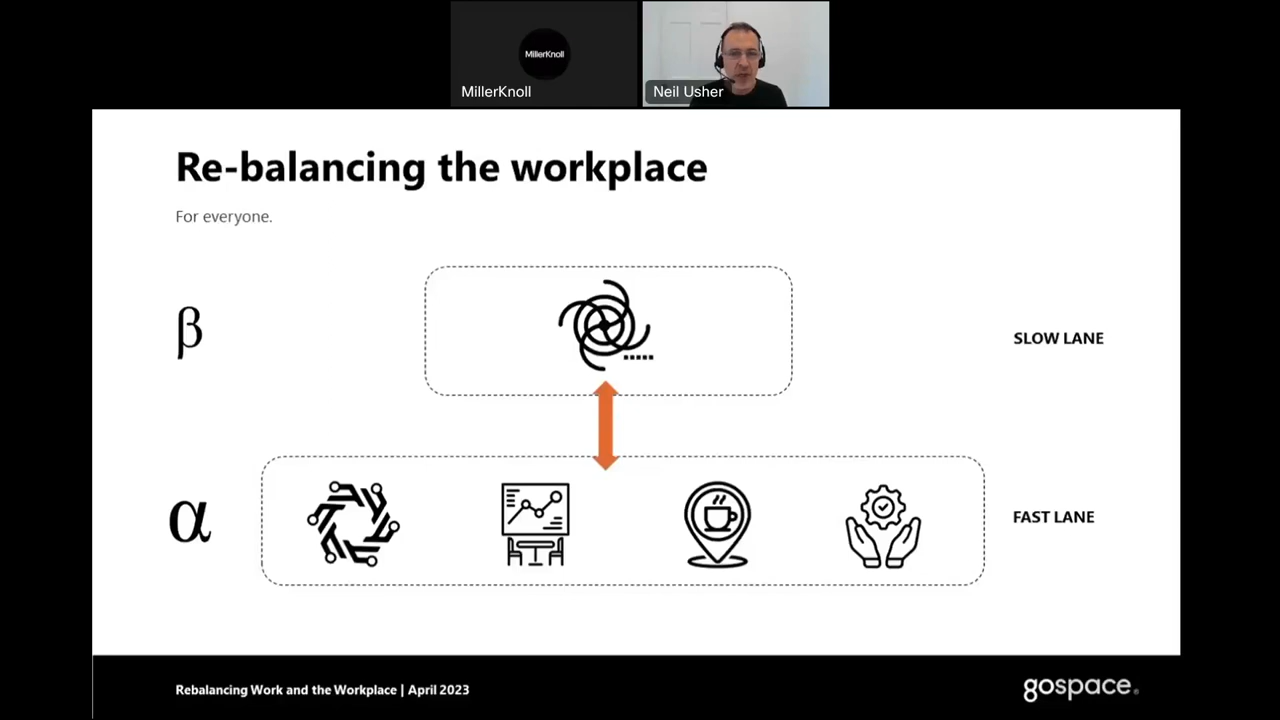 MillerKnoll
MillerKnoll
Neil Usher
Re-balancing the workplace
For everyone.
β
SLOW LANE
α
FAST LANE
Rebalancing Work and the Workplace | April 2023
gospace